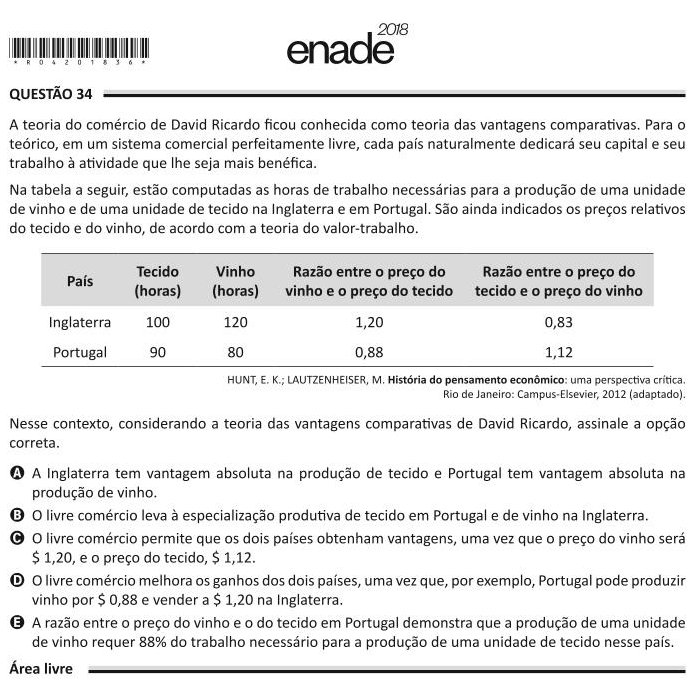 2018
enade
*R04201836*
QUESTÃO 34
A teoria do comércio de David Ricardo ficou conhecida como teoria das vantagens comparativas. Para o
teórico, em um sistema comercial perfeitamente livre, cada país naturalmente dedicará seu capital e seu
trabalho à atividade que lhe seja mais benéfica.
Na tabela a seguir, estão computadas as horas de trabalho necessárias para a produção de uma unidade
de vinho e de uma unidade de tecido na Inglaterra e em Portugal. São ainda indicados os preços relativos
do tecido e do vinho, de acordo com a teoria do valor-trabalho.
País Tecido (horas) Vinho (horas) Razão entre o preço do vinho e o preço do tecido Razão entre o preço do tecido e o preço do vinho
Inglaterra 100 120 1,20 0,83
Portugal 90 80 0,88 1,12
HUNT, E. K.; LAUTZENHEISER, M. História do pensamento econômico: uma perspectiva crítica.
Rio de Janeiro: Campus-Elsevier, 2012 (adaptado).
Nesse contexto, considerando a teoria das vantagens comparativas de David Ricardo, assinale a opção
correta.
A A Inglaterra tem vantagem absoluta na produção de tecido e Portugal tem vantagem absoluta na
produção de vinho.
B O livre comércio leva à especialização produtiva de tecido em Portugal e de vinho na Inglaterra.
C O livre comércio permite que os dois países obtenham vantagens, uma vez que o preço do vinho será
$ 1,20, e o preço do tecido, $ 1,12.
D O livre comércio melhora os ganhos dos dois países, uma vez que, por exemplo, Portugal pode produzir
vinho por $ 0,88 e vender a $ 1,20 na Inglaterra.
E A razão entre o preço do vinho e o do tecido em Portugal demonstra que a produção de uma unidade
de vinho requer 88% do trabalho necessário para a produção de uma unidade de tecido nesse país.
Área livre